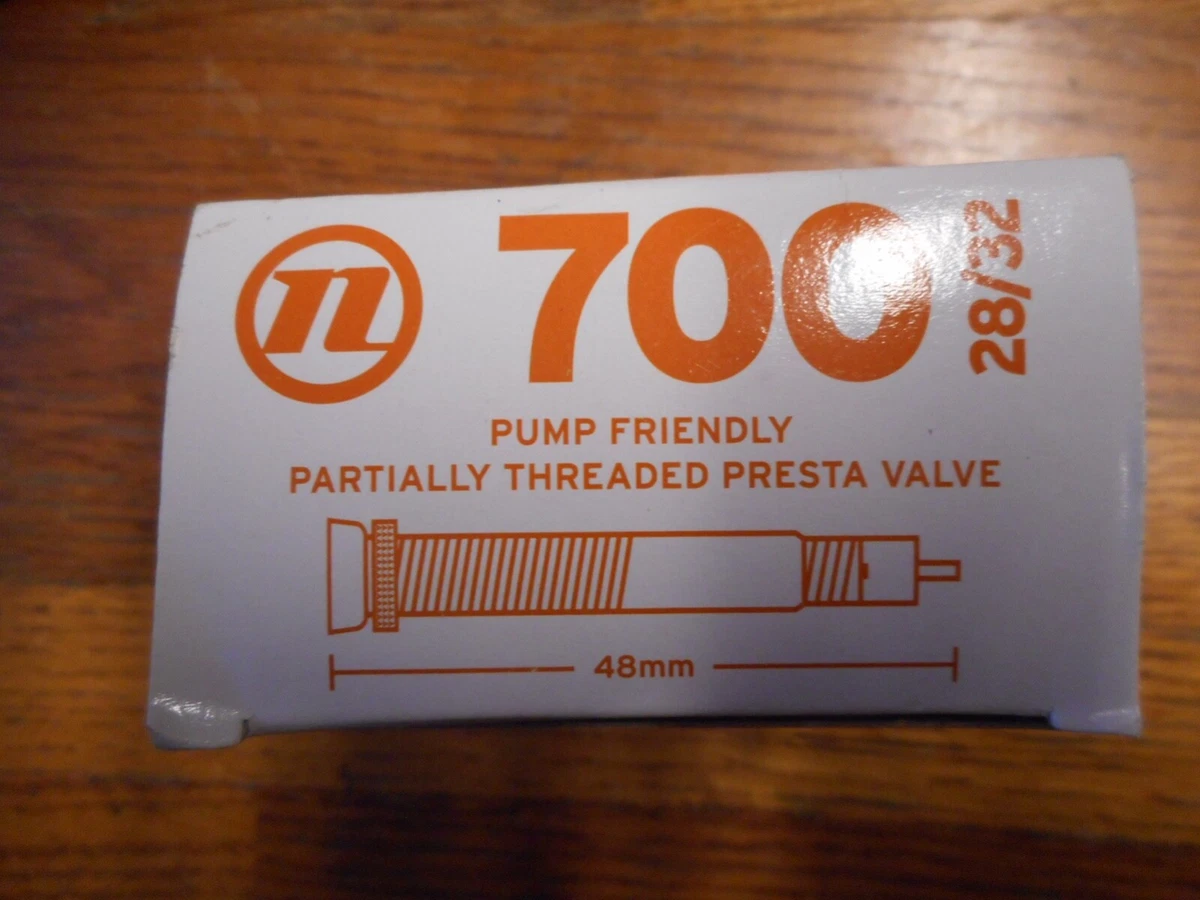 n 700 28/32
PUMP FRIENDLY
PARTIALLY THREADED PRESTA VALVE
48mm